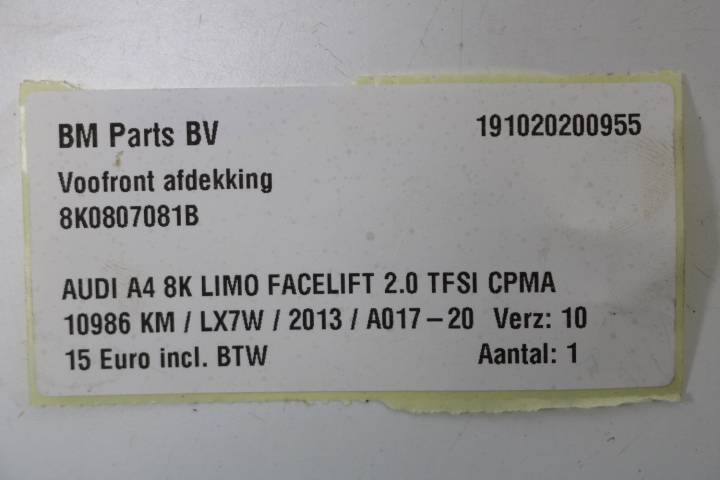 BM Parts BV 191020200955
Voofront afdekking
8K0807081B
AUDI A4 8K LIMO FACELIFT 2.0 TFSI CPMA
10986 KM / LX7W / 2013 / A017-20 Verz: 10
15 Euro incl. BTW Aantal: 1